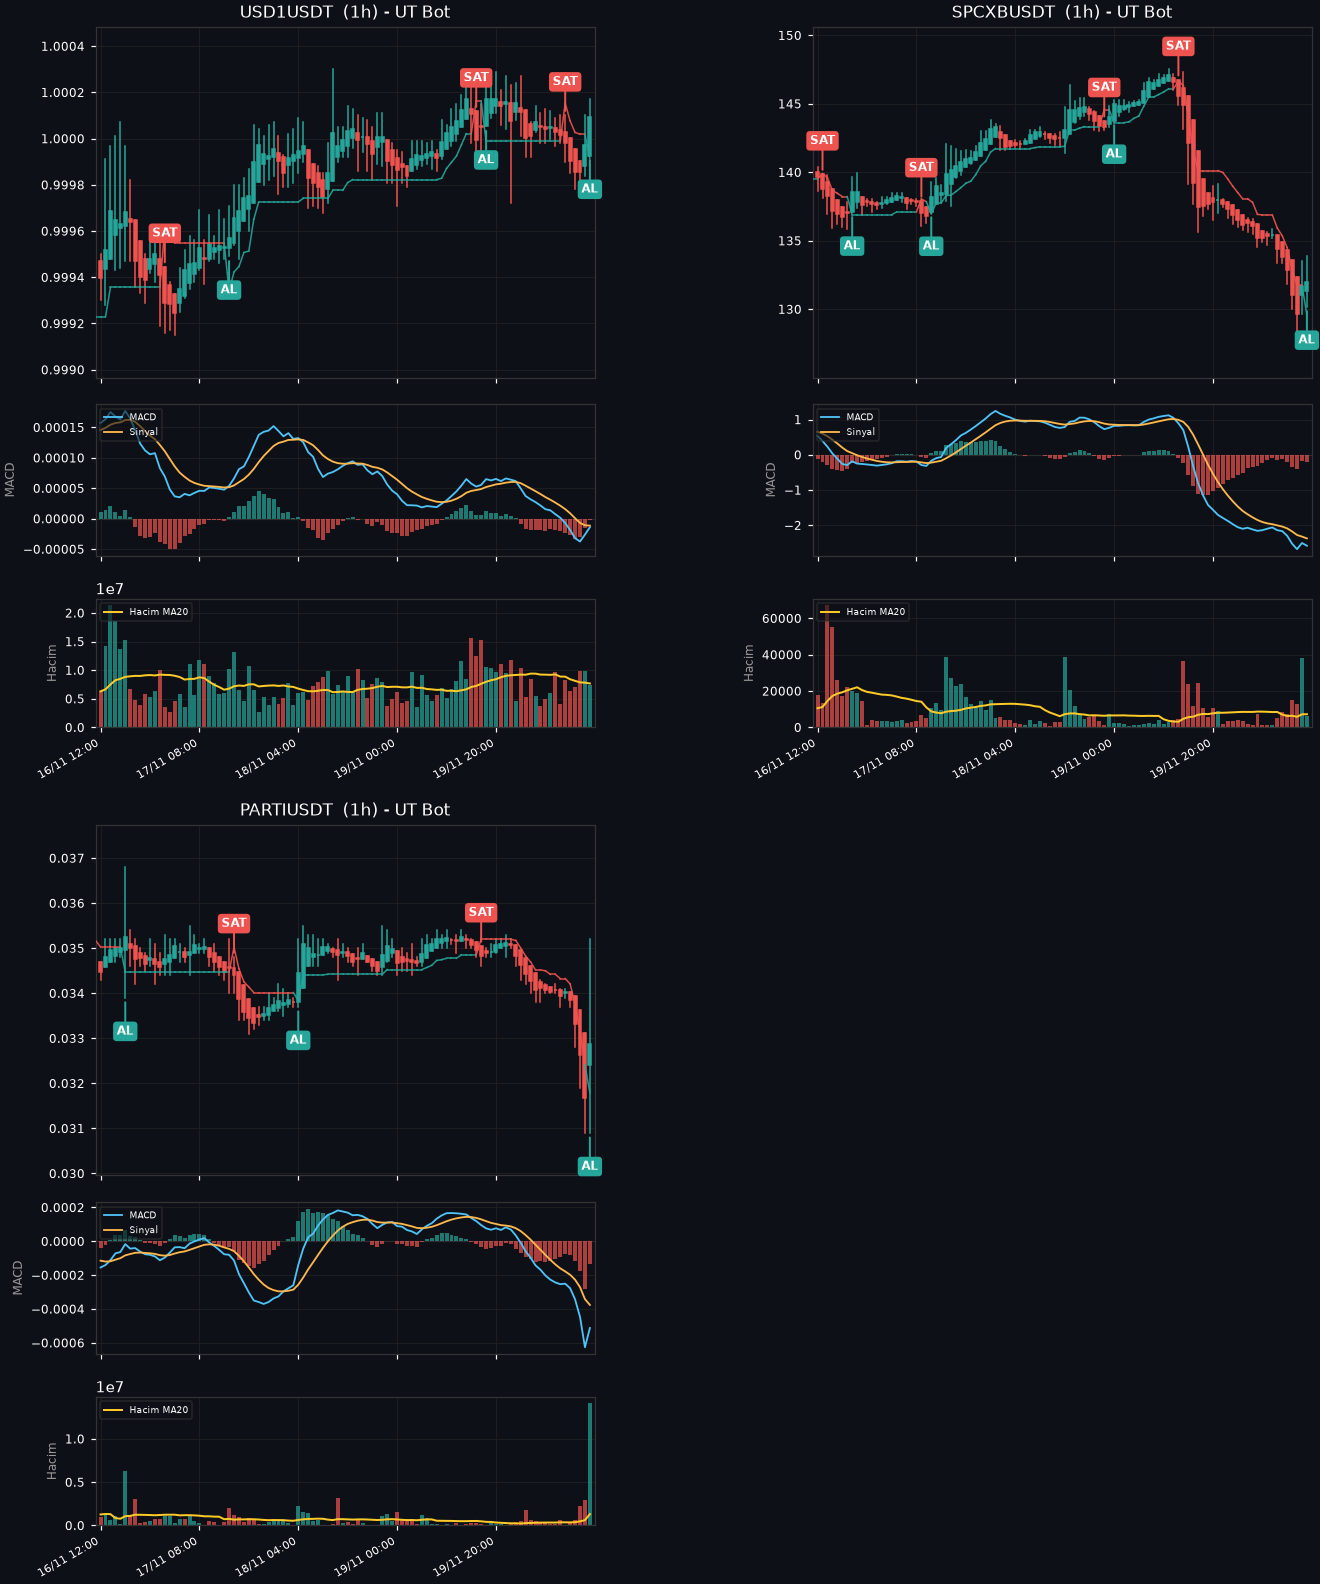 USD1USDT  (1h) - UT Bot
1.0004
1.0002
1.0000
0.9998
0.9996
0.9994
0.9992
0.9990
SAT
AL
SAT
AL
SAT
AL
MACD
Sinyal
MACD
0.00015
0.00010
0.00005
0.00000
−0.00005
1e7
Hacim MA20
Hacim
2.0
1.5
1.0
0.5
0.0
16/11 12:00
17/11 08:00
18/11 04:00
19/11 00:00
19/11 20:00
SPCXBUSDT  (1h) - UT Bot
150
145
140
135
130
SAT
AL
SAT
AL
SAT
AL
SAT
AL
MACD
Sinyal
MACD
1
0
−1
−2
Hacim MA20
Hacim
60000
40000
20000
0
16/11 12:00
17/11 08:00
18/11 04:00
19/11 00:00
19/11 20:00
PARTIUSDT  (1h) - UT Bot
0.037
0.036
0.035
0.034
0.033
0.032
0.031
0.030
AL
SAT
AL
SAT
AL
MACD
Sinyal
MACD
0.0002
0.0000
−0.0002
−0.0004
−0.0006
1e7
Hacim MA20
Hacim
1.0
0.5
0.0
16/11 12:00
17/11 08:00
18/11 04:00
19/11 00:00
19/11 20:00